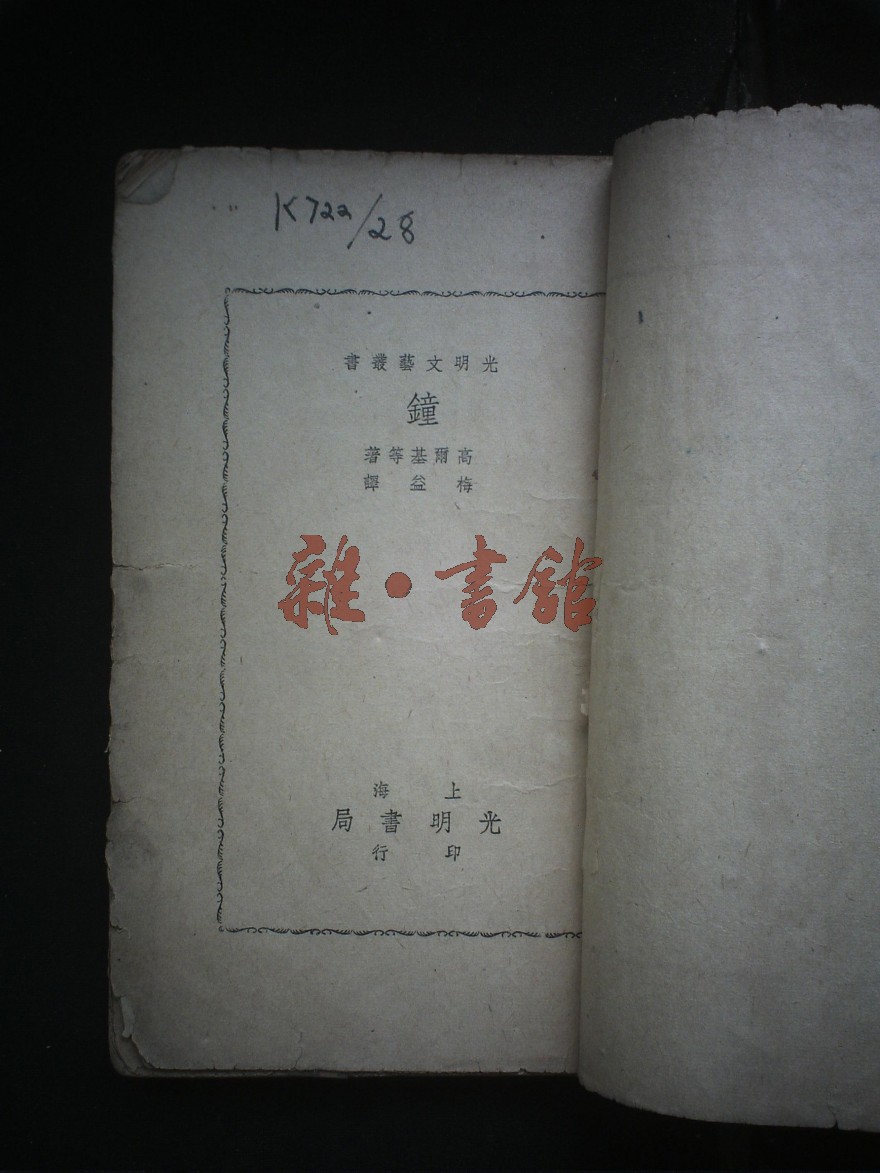 K722/28
光明文藝叢書
鐘
高爾基等著
梅益譯
雜·書館
上海
光明書局
印行